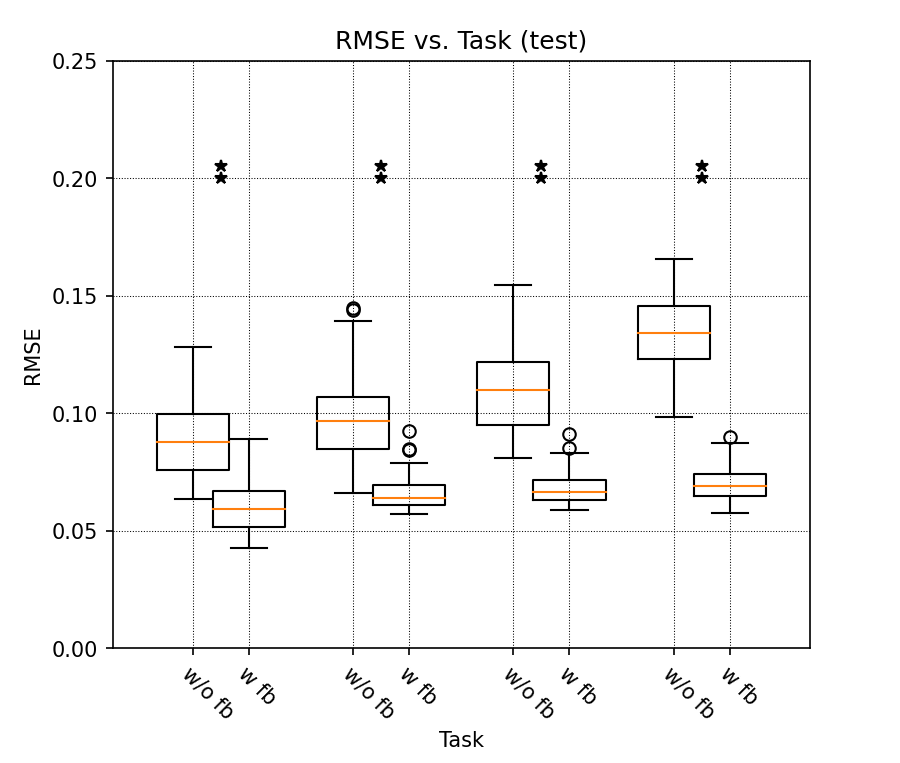 RMSE vs. Task (test)
0.25
0.20
0.15
0.10
0.05
0.00
RMSE
w/o fb
w fb
w/o fb
w fb
w/o fb
w fb
w/o fb
w fb
Task